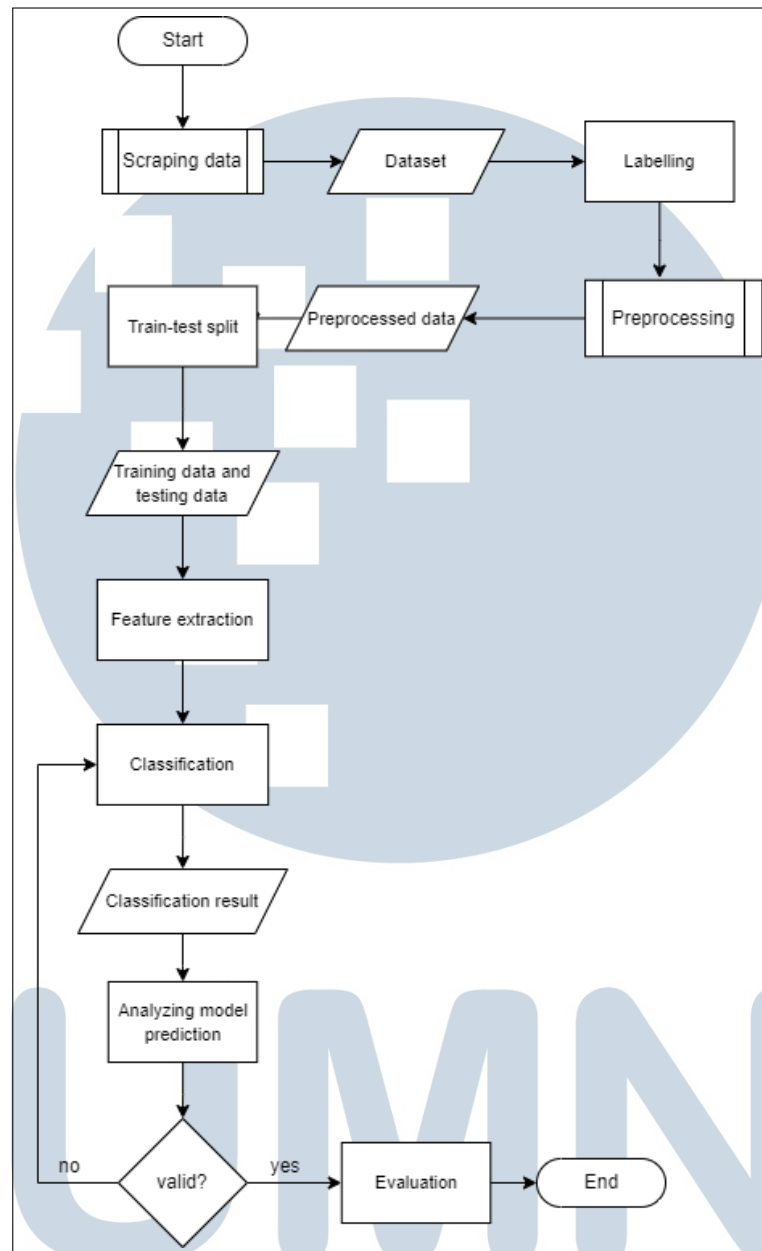 Start
Scraping data
Dataset
Labelling
Train-test split
Preprocessed data
Preprocessing
Training data and
testing data
Feature extraction
Classification
Classification result
Analyzing model
prediction
no
valid?
yes
Evaluation
End
UMN